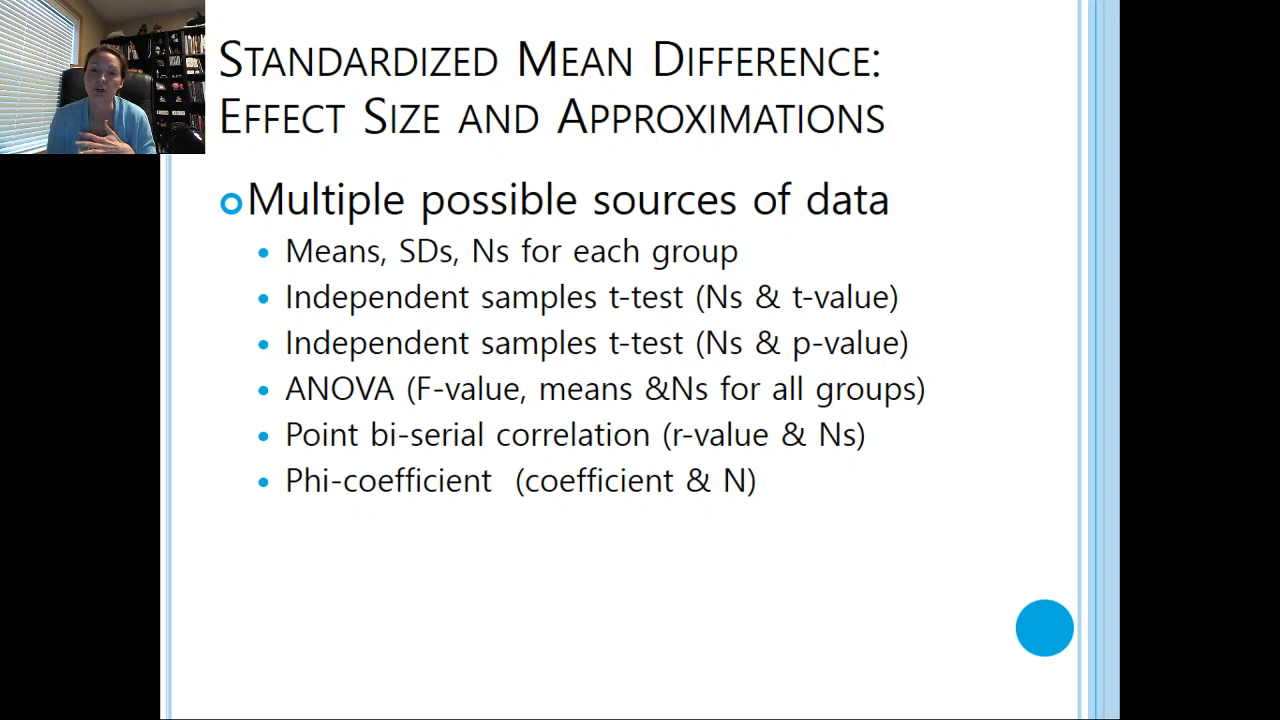 Standardized Mean Difference:
Effect Size and Approximations
Multiple possible sources of data
Means, SDs, Ns for each group
Independent samples t-test (Ns & t-value)
Independent samples t-test (Ns & p-value)
ANOVA (F-value, means &Ns for all groups)
Point bi-serial correlation (r-value & Ns)
Phi-coefficient (coefficient & N)